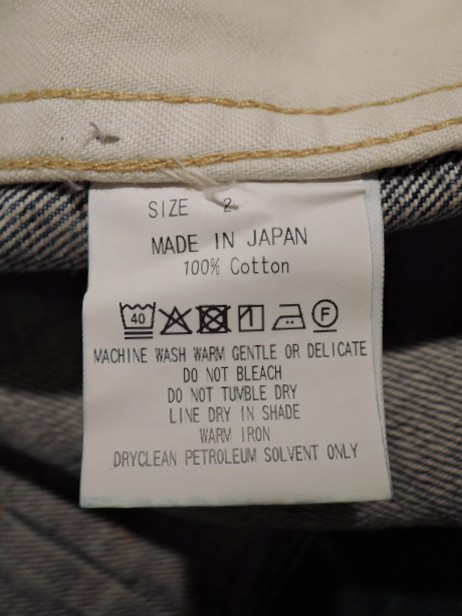 SIZE 2
MADE IN JAPAN
100% Cotton
40 1 F
MACHINE WASH WARM GENTLE OR DELICATE
DO NOT BLEACH
DO NOT TUMBLE DRY
LINE DRY IN SHADE
WARM IRON
DRYCLEAN PETROLEUM SOLVENT ONLY